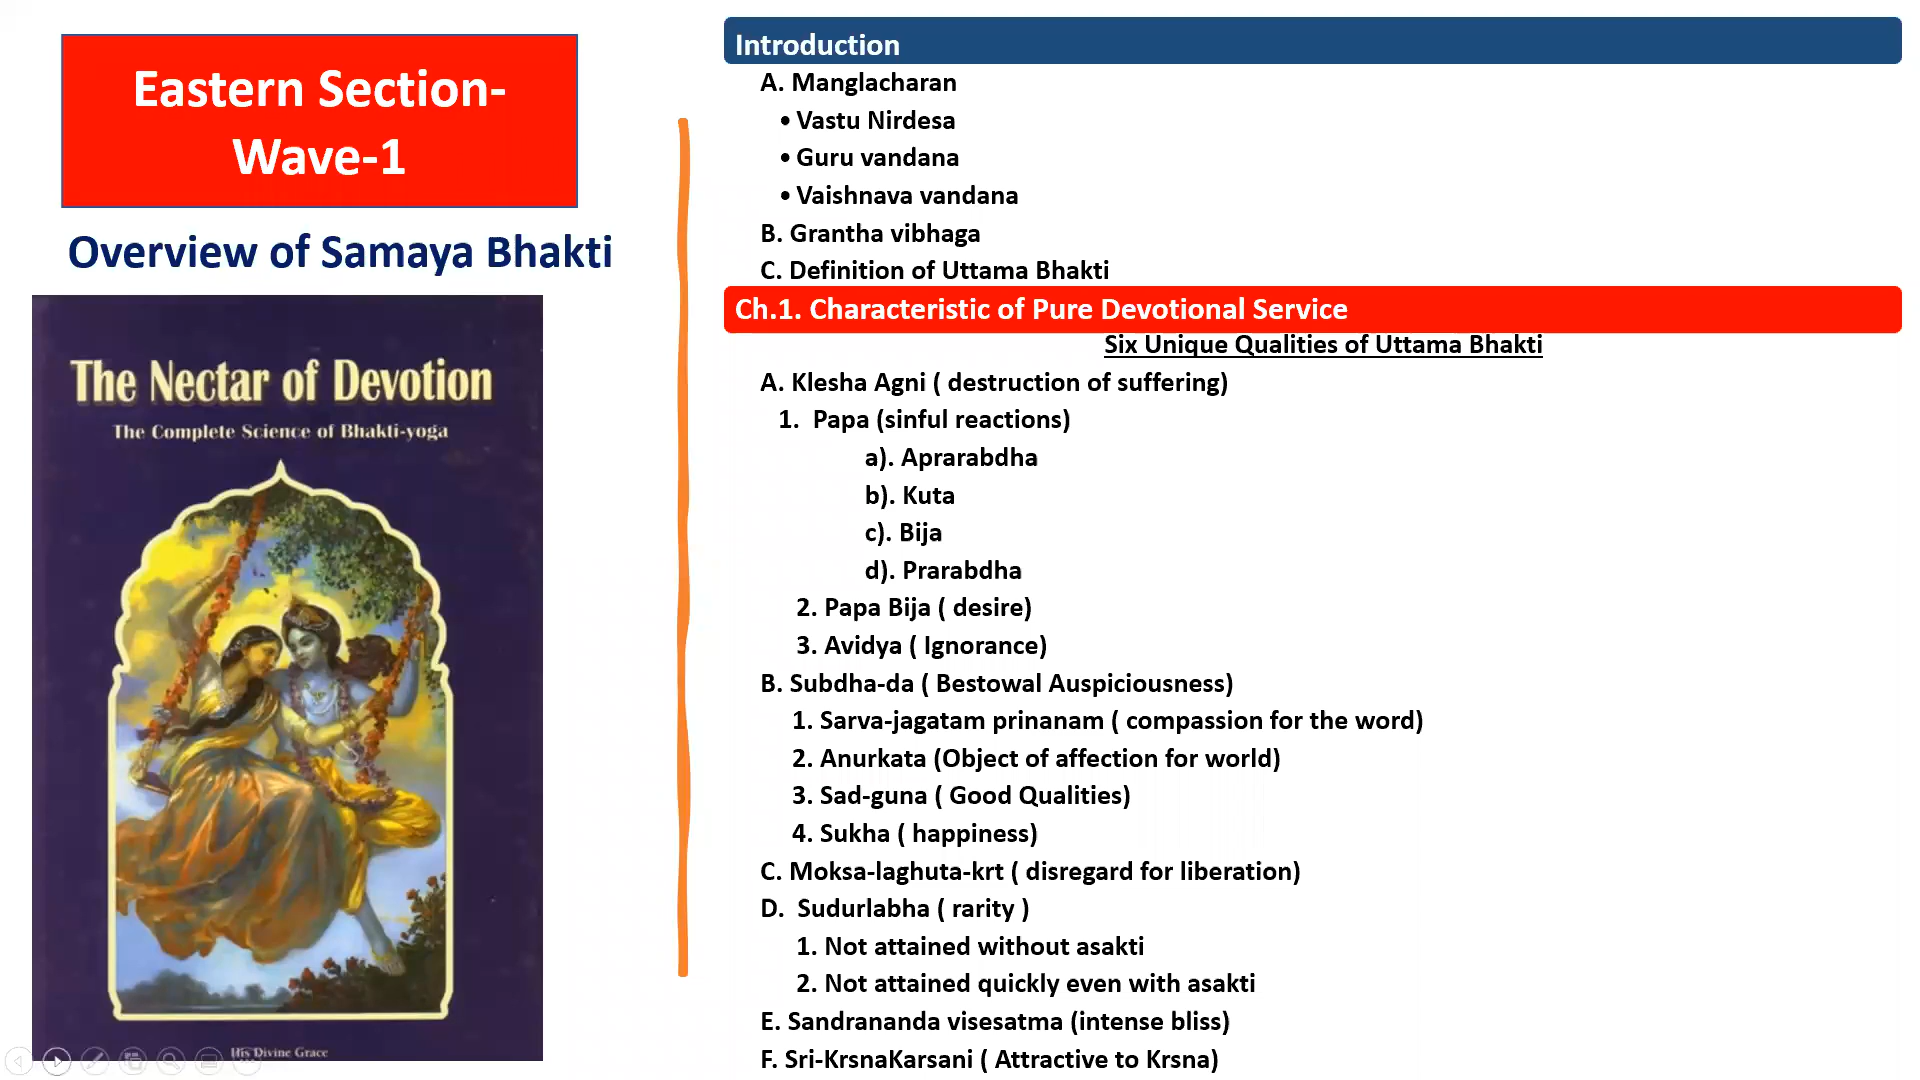 Eastern Section-
Wave-1
Overview of Samaya Bhakti
The Nectar of Devotion
The Complete Science of Bhakti-yoga
His Divine Grace
Introduction
A. Manglacharan
• Vastu Nirdesa
• Guru vandana
• Vaishnava vandana
B. Grantha vibhaga
C. Definition of Uttama Bhakti
Ch.1. Characteristic of Pure Devotional Service
Six Unique Qualities of Uttama Bhakti
A. Klesha Agni ( destruction of suffering)
1. Papa (sinful reactions)
a). Aprarabdha
b). Kuta
c). Bija
d). Prarabdha
2. Papa Bija ( desire)
3. Avidya ( Ignorance)
B. Subdha-da ( Bestowal Auspiciousness)
1. Sarva-jagatam prinanam ( compassion for the word)
2. Anurkata (Object of affection for world)
3. Sad-guna ( Good Qualities)
4. Sukha ( happiness)
C. Moksa-laghuta-krt ( disregard for liberation)
D. Sudurlabha ( rarity )
1. Not attained without asakti
2. Not attained quickly even with asakti
E. Sandrananda visesatma (intense bliss)
F. Sri-KrsnaKarsani ( Attractive to Krsna)